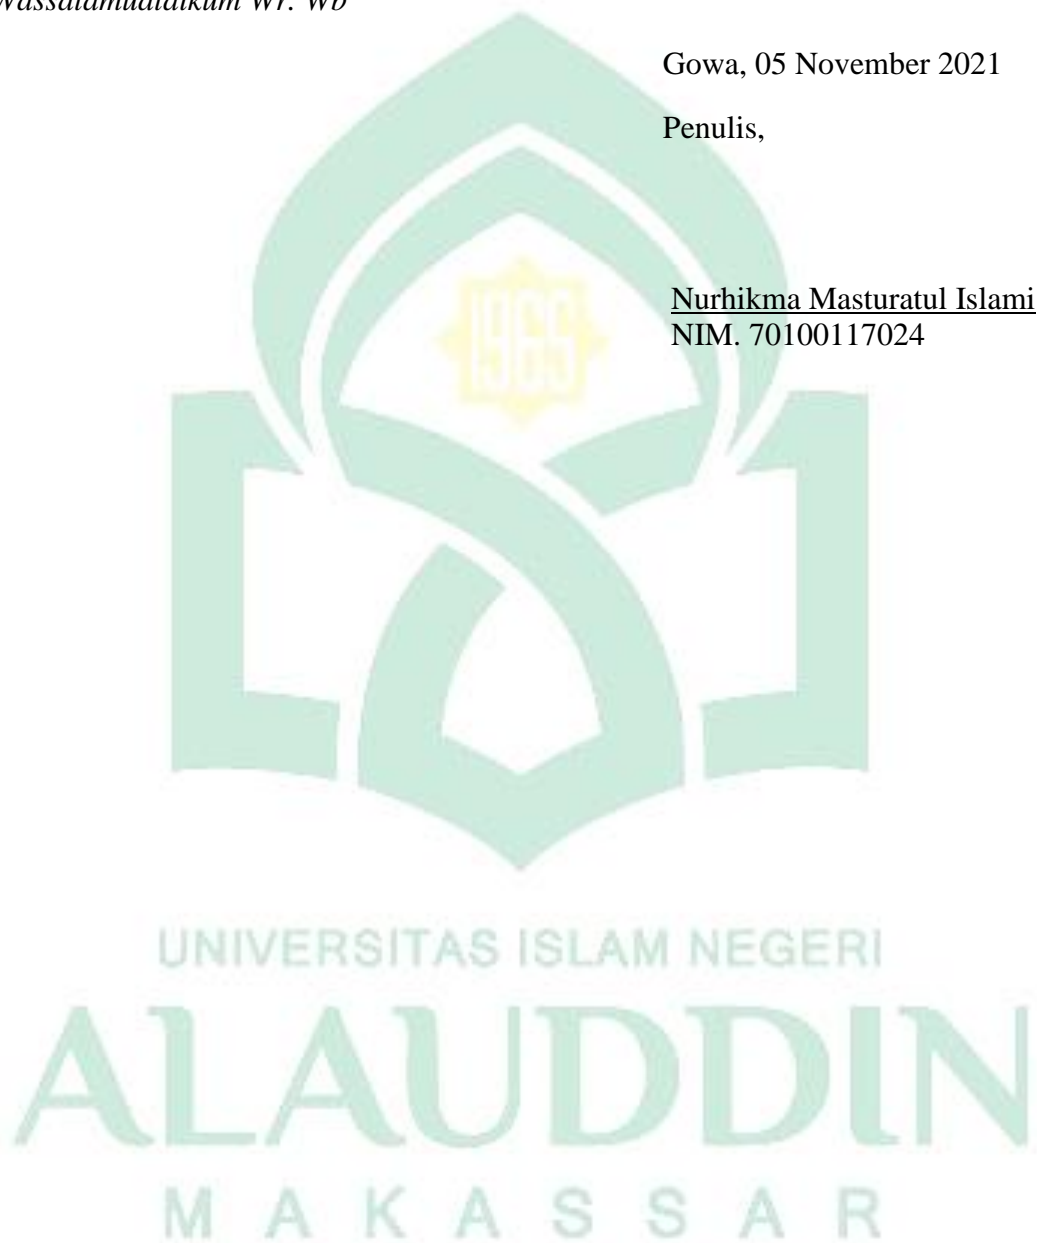 Wassalamualaikum Wr. Wb
Gowa, 05 November 2021
Penulis,
Nurhikma Masturatul Islami
NIM. 70100117024
1965
UNIVERSITAS ISLAM NEGERI
ALAUDDIN
MAKASSAR